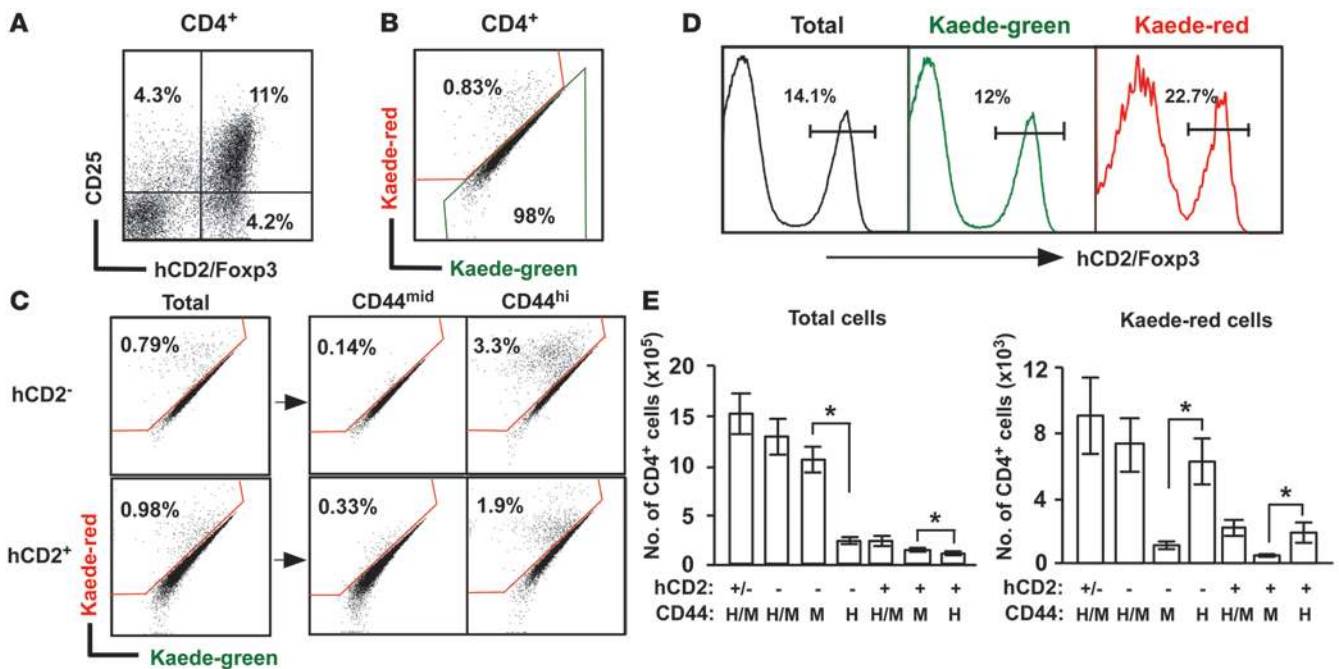 A
CD4+
4.3%
11%
4.2%
CD25
hCD2/Foxp3
B
CD4+
0.83%
98%
Kaede-red
Kaede-green
C
Total
CD44mid
CD44hi
hCD2-
0.79%
0.14%
3.3%
hCD2+
0.98%
0.33%
1.9%
Kaede-red
Kaede-green
D
Total
Kaede-green
Kaede-red
14.1%
12%
22.7%
hCD2/Foxp3
E
Total cells
No. of CD4+ cells (x105)
20
15
10
5
0
*
*
hCD2: +/- - - - + + +
CD44: H/M H/M M H H/M M H
Kaede-red cells
No. of CD4+ cells (x103)
12
8
4
0
*
*
+/- - - - + + +
H/M H/M M H H/M M H